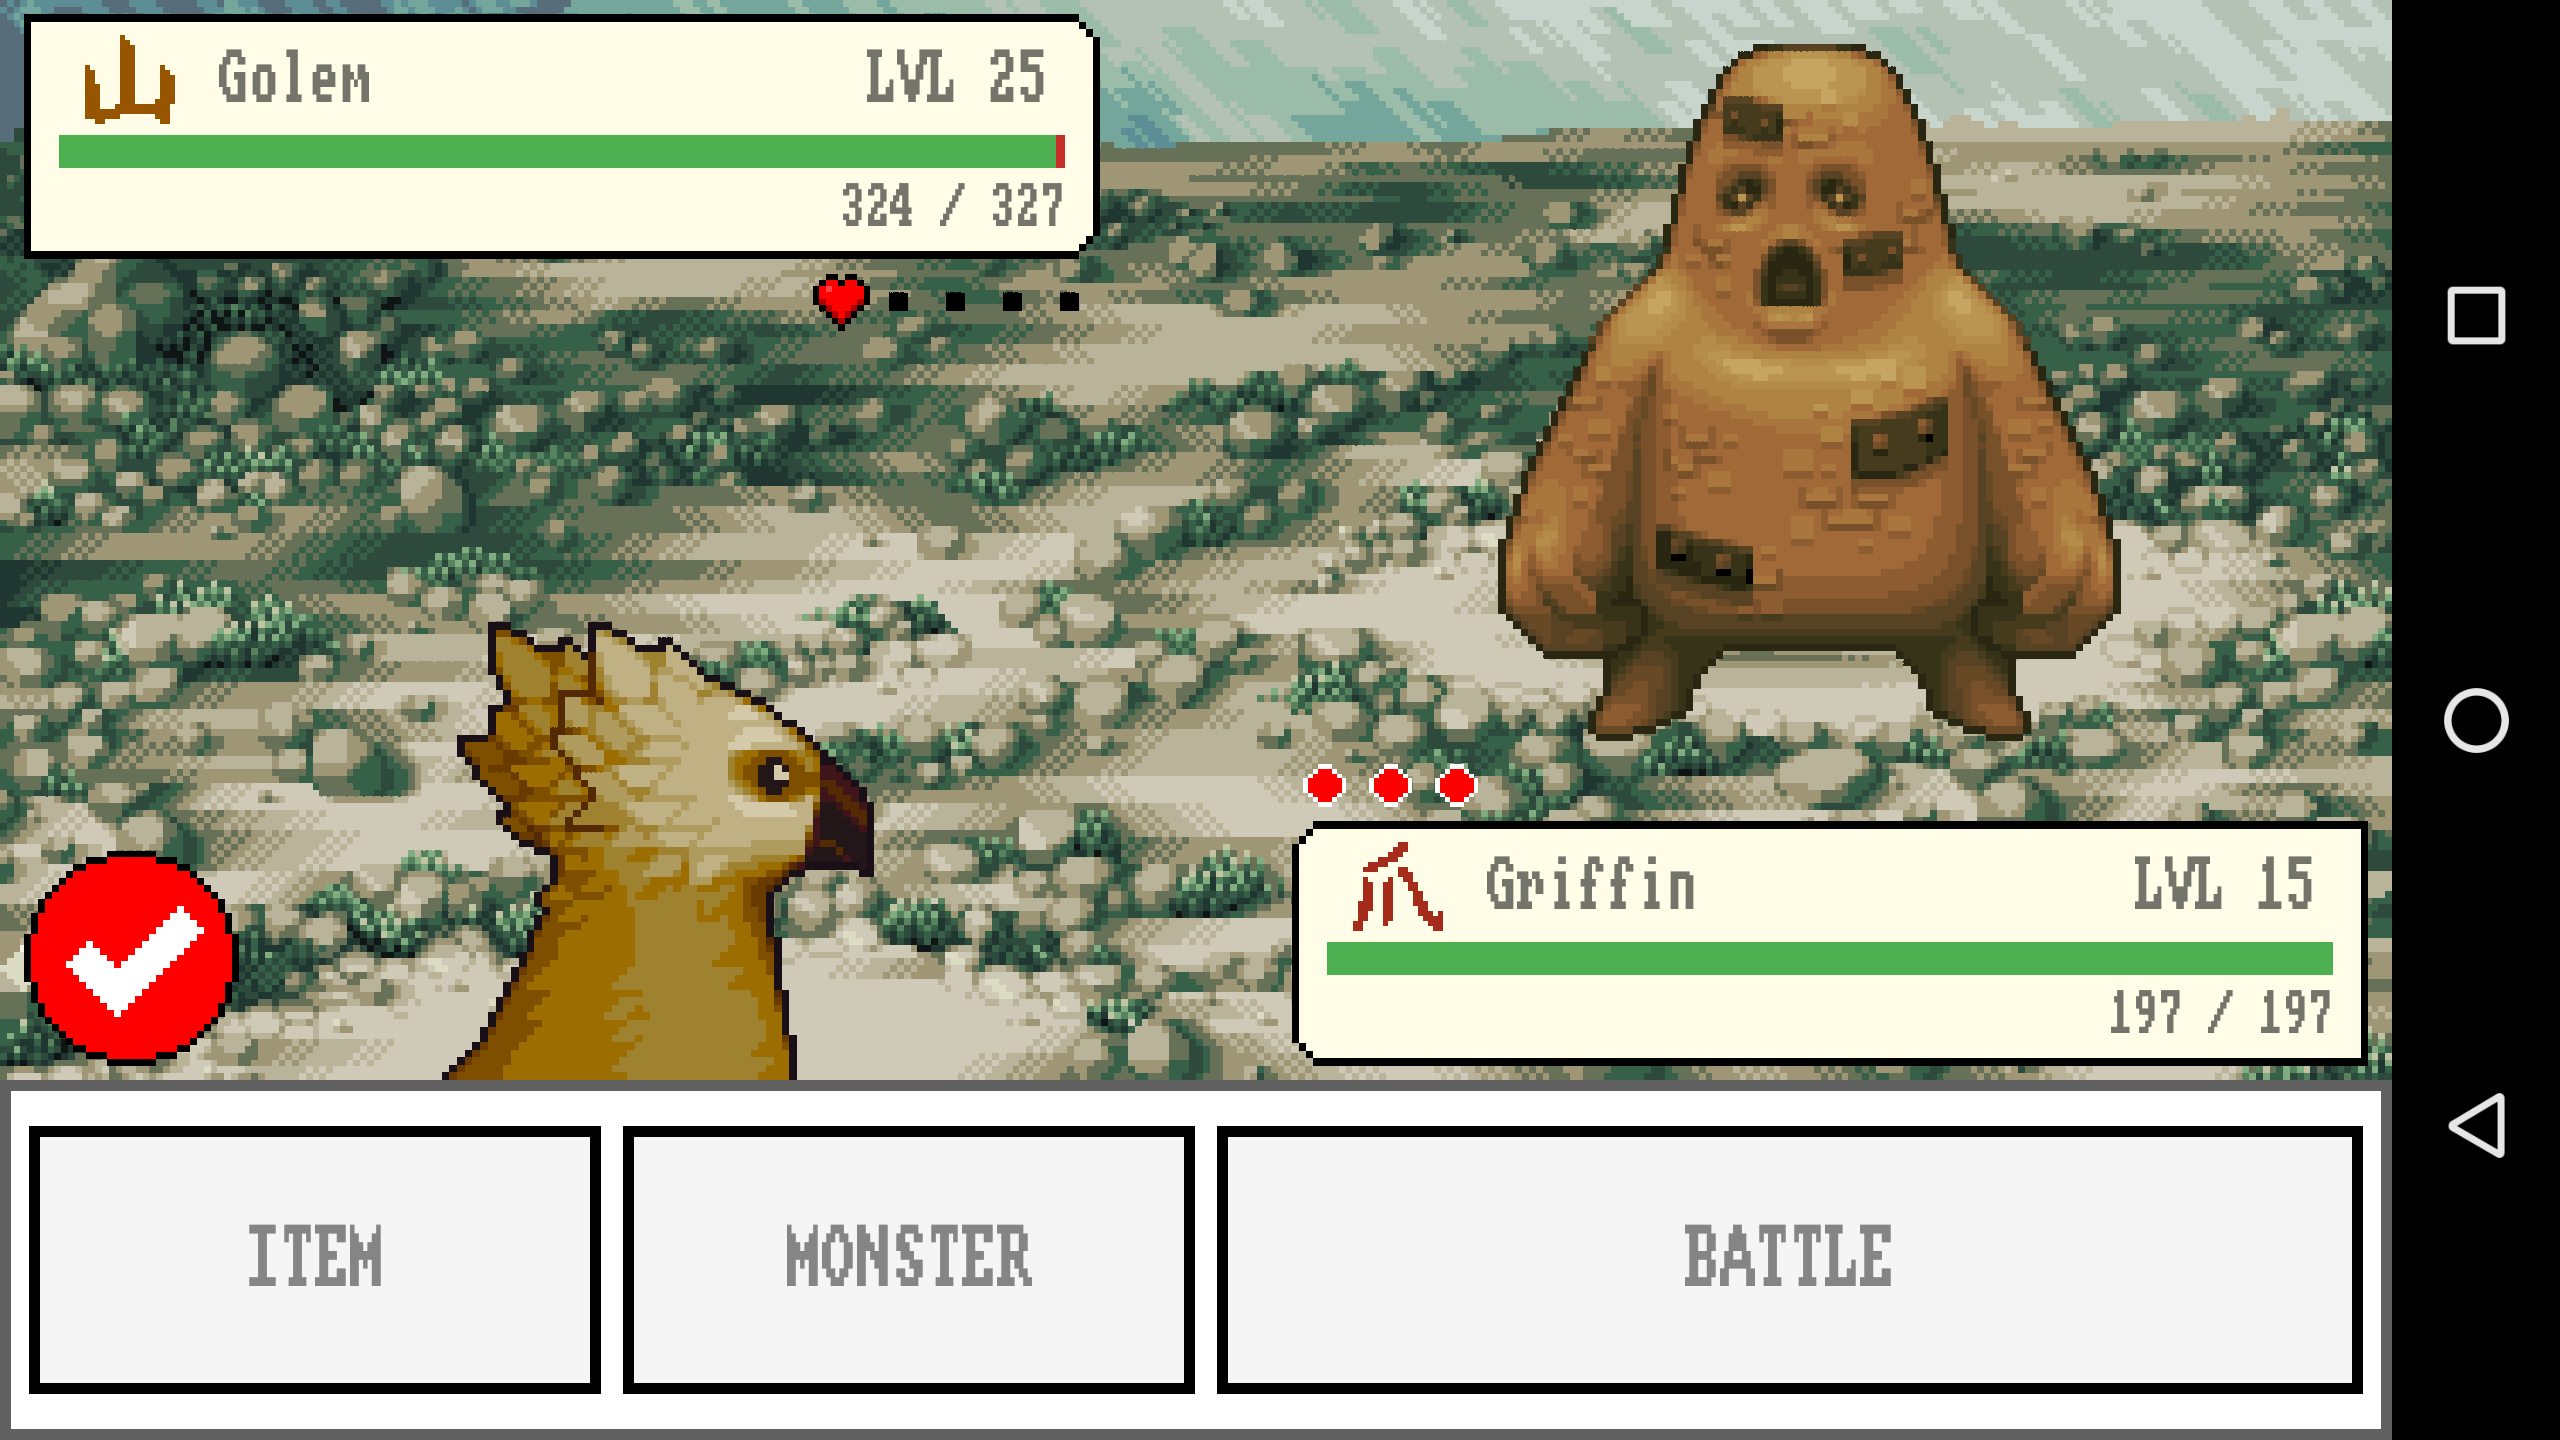 山 Golem LVL 25
324 / 327
爪 Griffin LVL 15
197 / 197
ITEM MONSTER BATTLE